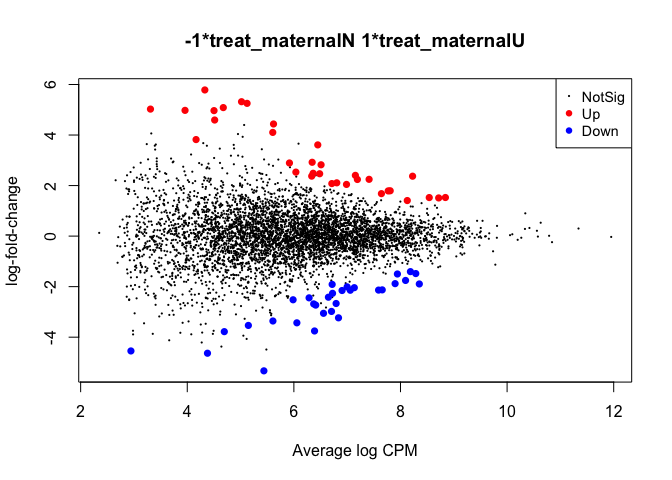 -1*treat_maternalN 1*treat_maternalU
NotSig
Up
Down
log-fold-change
6
4
2
0
-2
-4
2 4 6 8 10 12
Average log CPM